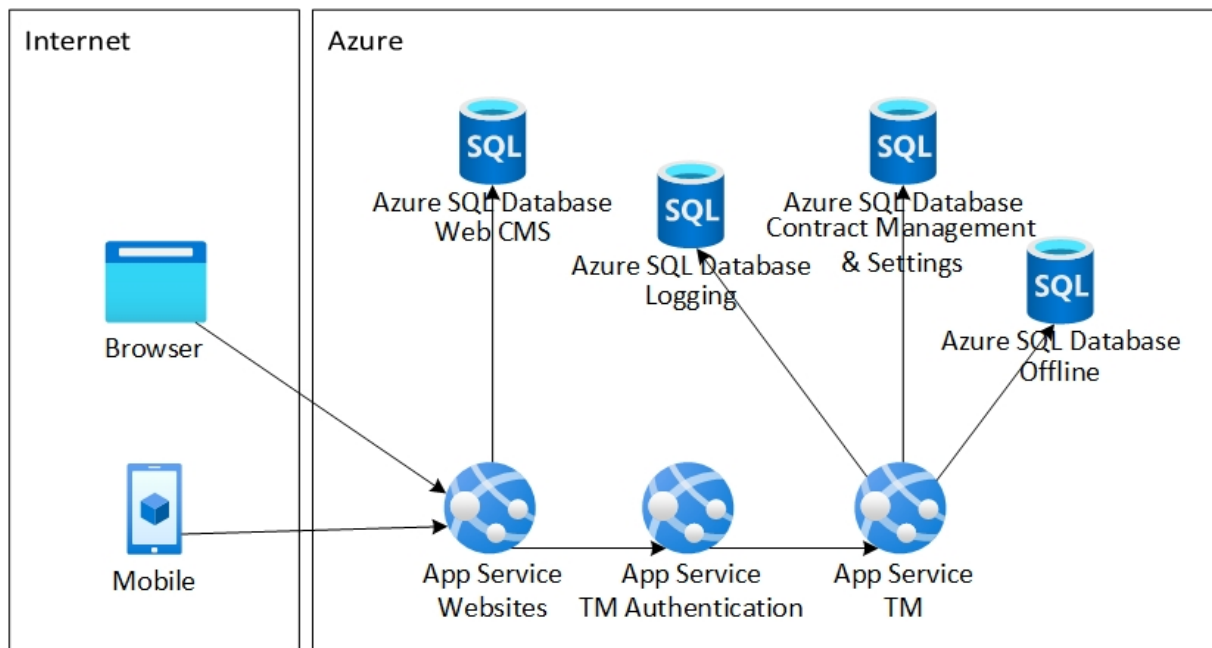 Internet
Azure
SQL
Azure SQL Database
Web CMS
SQL
Azure SQL Database
Logging
SQL
Azure SQL Database
Contract Management
& Settings
SQL
Azure SQL Database
Offline
Browser
Mobile
App Service
Websites
App Service
TM Authentication
App Service
TM